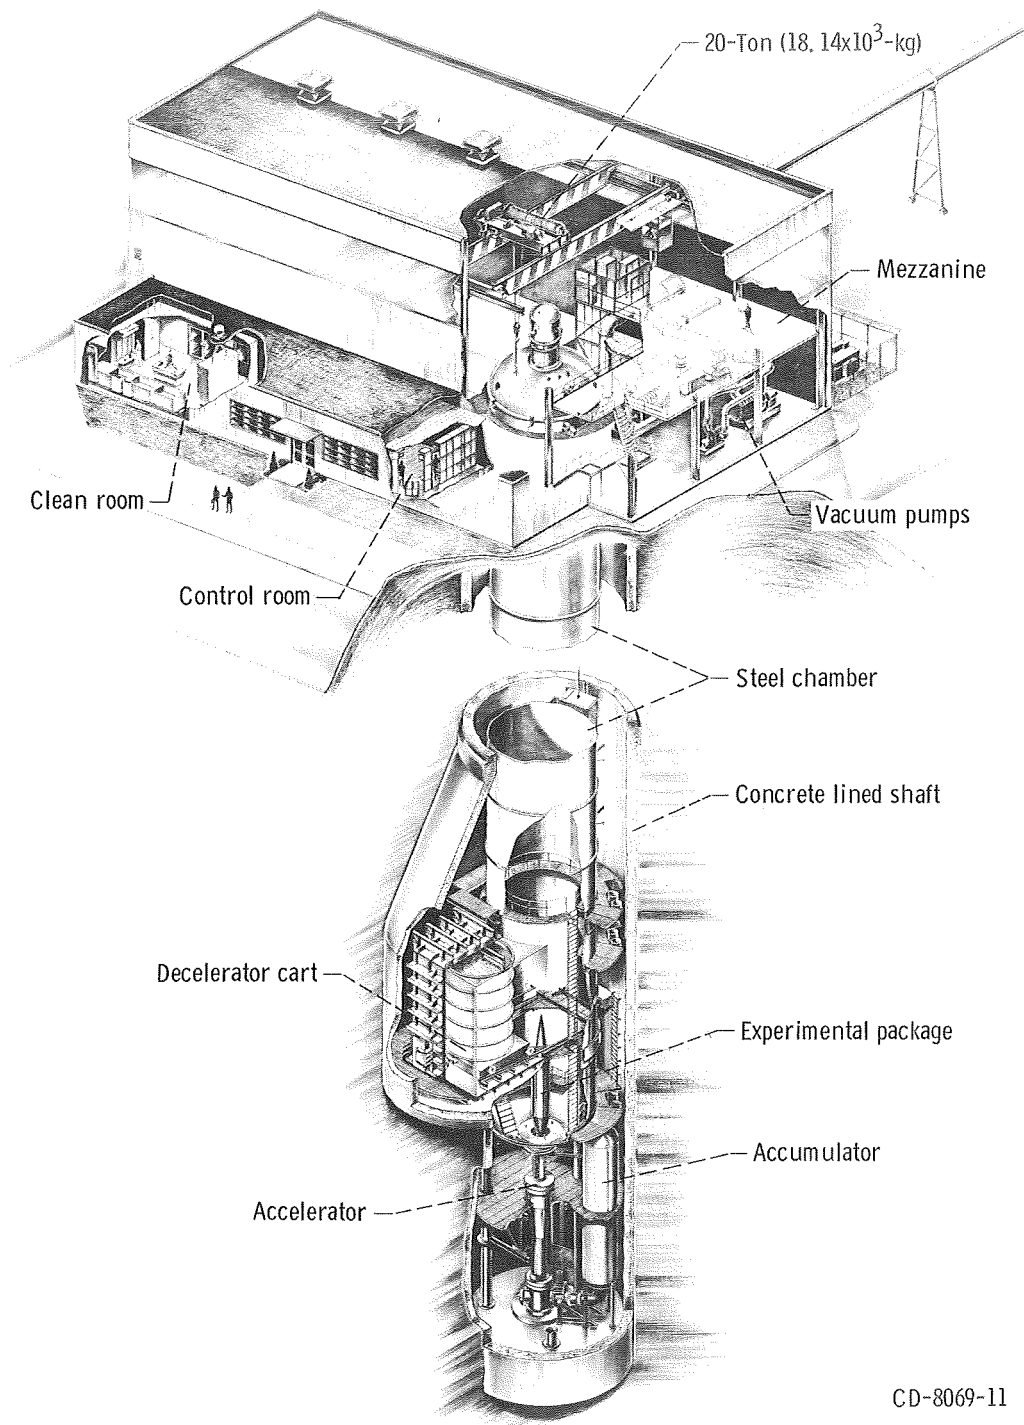 20-Ton (18, 14x10³-kg)
Mezzanine
Clean room
Vacuum pumps
Control room
Steel chamber
Concrete lined shaft
Decelerator cart
Experimental package
Accumulator
Accelerator
CD-8069-11